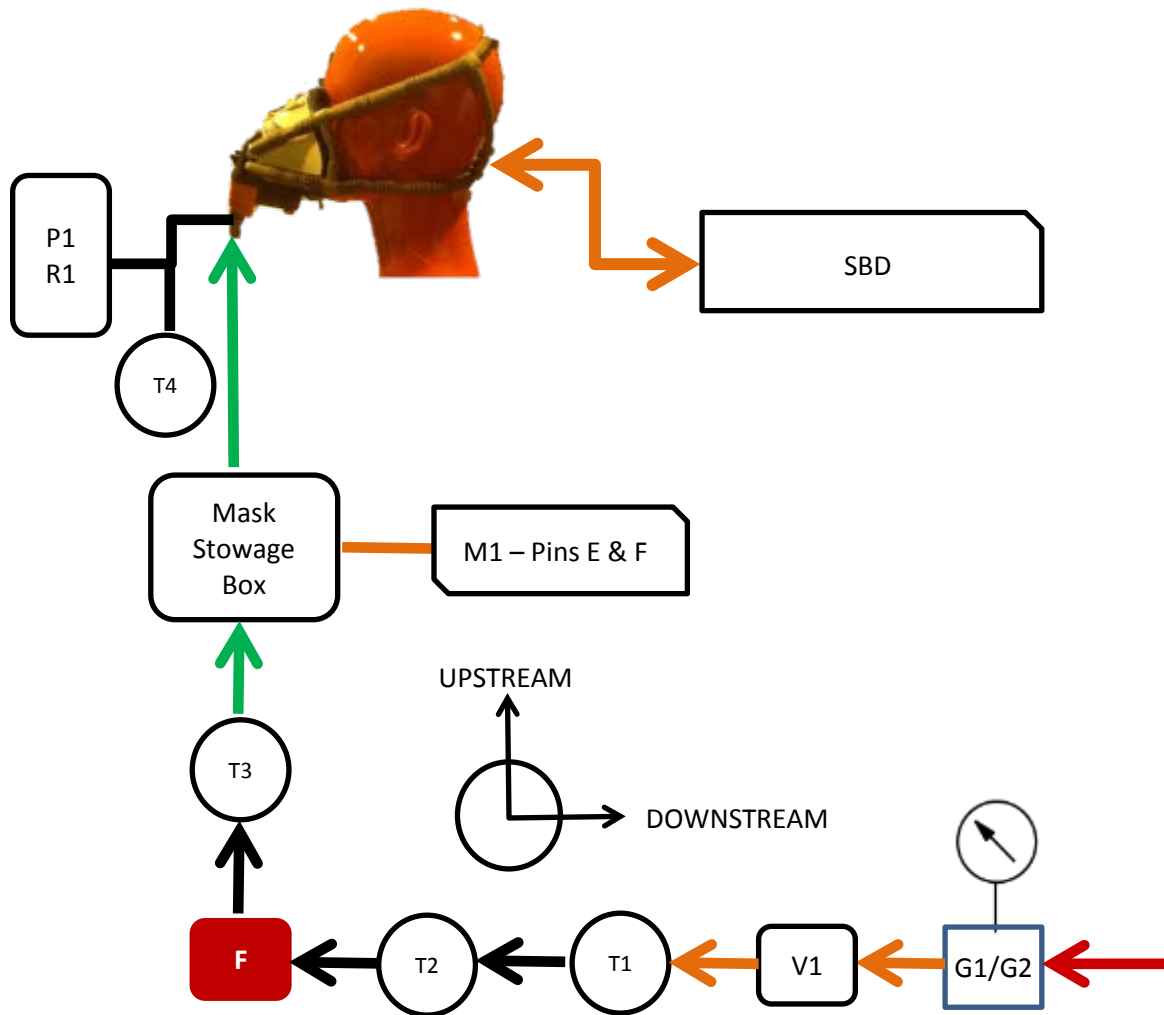 P1
R1
SBD
T4
Mask
Stowage
Box
M1 – Pins E & F
UPSTREAM
T3
DOWNSTREAM
F
T2
T1
V1
G1/G2